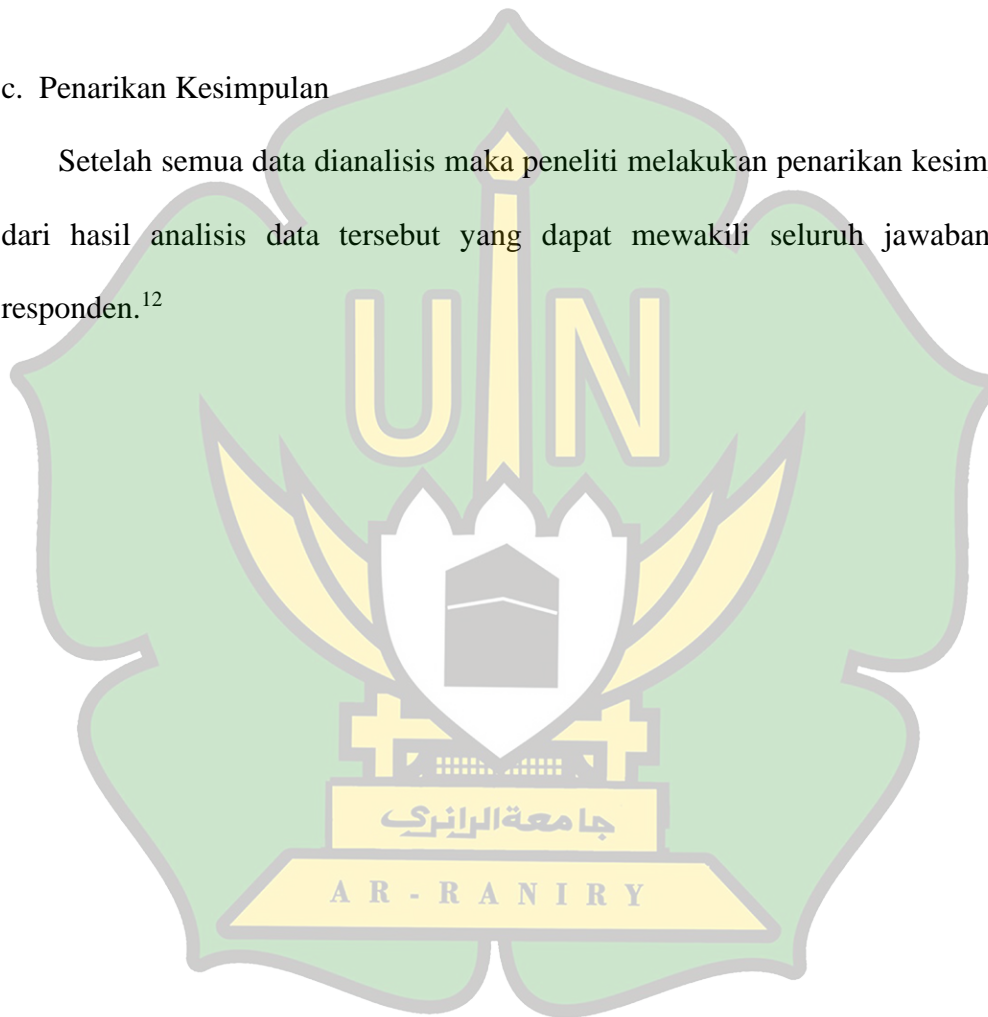 c. Penarikan Kesimpulan
Setelah semua data dianalisis maka peneliti melakukan penarikan kesim
dari hasil analisis data tersebut yang dapat mewakili seluruh jawaban
responden.12
UIN
جامعة الرانري
AR-RANIRY